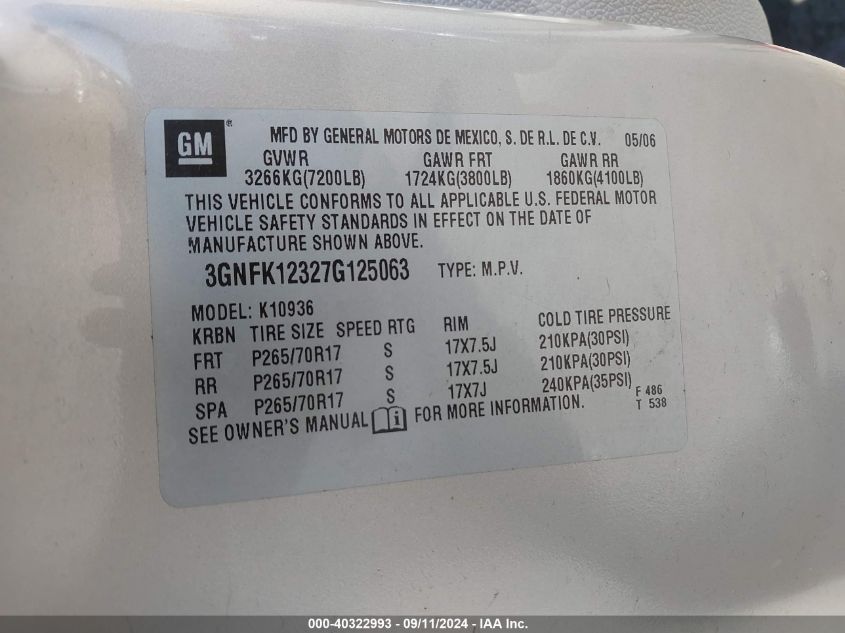 GM ® MFD BY GENERAL MOTORS DE MEXICO, S. DE R.L. DE C.V. 05/06
GVWR GAWR FRT GAWR RR
3266KG(7200LB) 1724KG(3800LB) 1860KG(4100LB)
THIS VEHICLE CONFORMS TO ALL APPLICABLE U.S. FEDERAL MOTOR
VEHICLE SAFETY STANDARDS IN EFFECT ON THE DATE OF
MANUFACTURE SHOWN ABOVE.
3GNFK12327G125063 TYPE: M.P.V.
MODEL: K10936
KRBN TIRE SIZE SPEED RTG RIM COLD TIRE PRESSURE
FRT P265/70R17 S 17X7.5J 210KPA(30PSI)
RR P265/70R17 S 17X7.5J 210KPA(30PSI)
SPA P265/70R17 S 17X7J 240KPA(35PSI) F 486
SEE OWNER'S MANUAL i FOR MORE INFORMATION. T 538
000-40322993 - 09/11/2024 - IAA Inc.